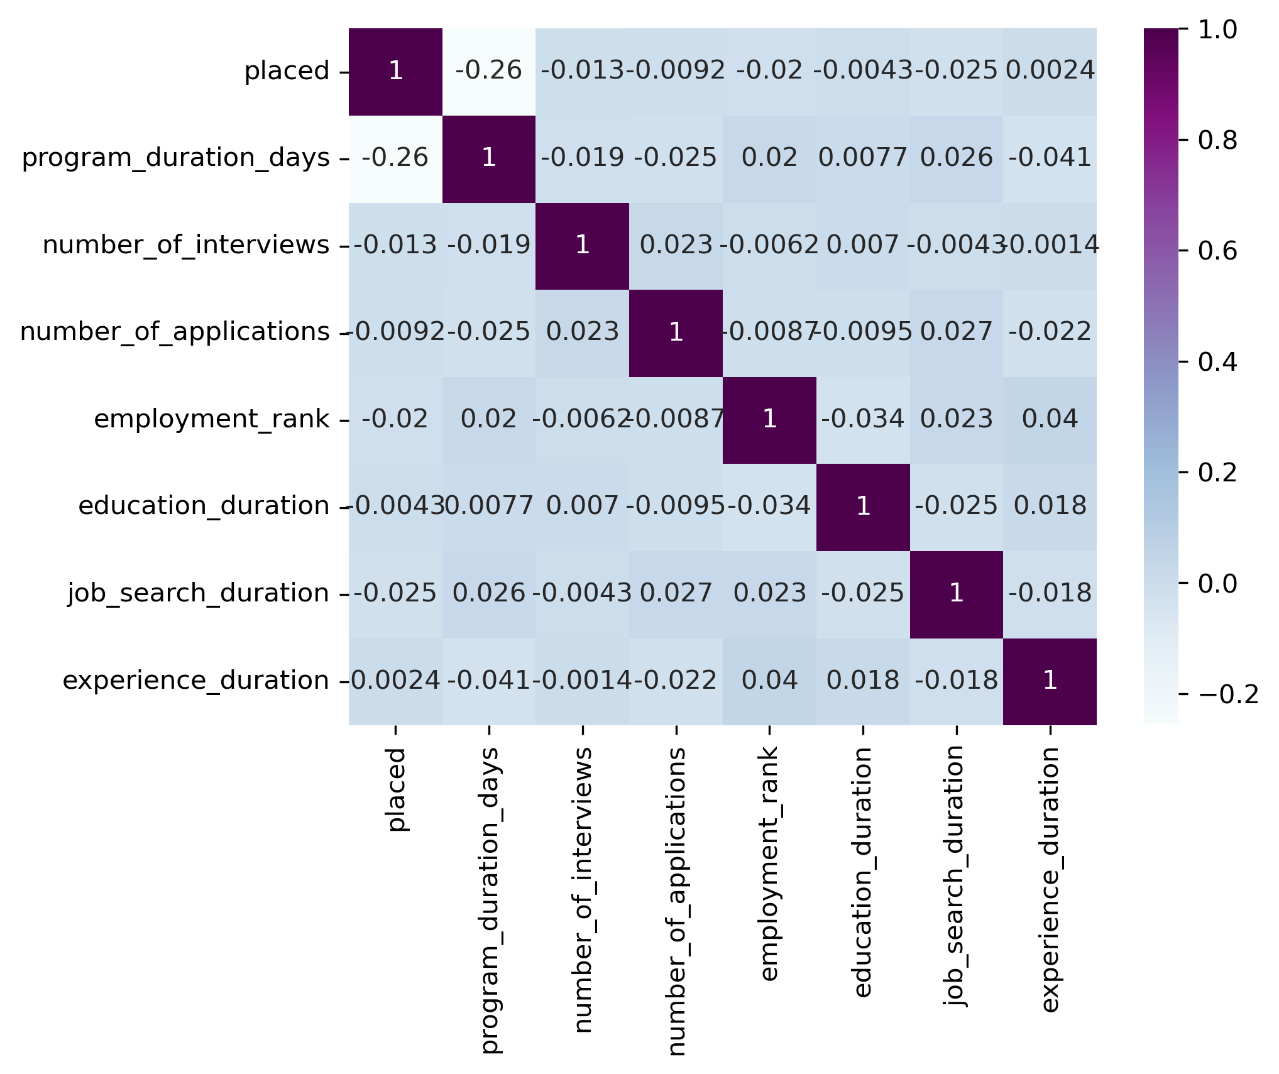 placed 1 -0.26 -0.013 -0.0092 -0.02 -0.0043 -0.025 0.0024
program_duration_days -0.26 1 -0.019 -0.025 0.02 0.0077 0.026 -0.041
number_of_interviews -0.013 -0.019 1 0.023 -0.0062 0.007 -0.0043 -0.0014
number_of_applications -0.0092 -0.025 0.023 1 -0.0087 -0.0095 0.027 -0.022
employment_rank -0.02 0.02 -0.0062 -0.0087 1 -0.034 0.023 0.04
education_duration -0.0043 0.0077 0.007 -0.0095 -0.034 1 -0.025 0.018
job_search_duration -0.025 0.026 -0.0043 0.027 0.023 -0.025 1 -0.018
experience_duration 0.0024 -0.041 -0.0014 -0.022 0.04 0.018 -0.018 1
placed
program_duration_days
number_of_interviews
number_of_applications
employment_rank
education_duration
job_search_duration
experience_duration
1.0
0.8
0.6
0.4
0.2
0.0
−0.2